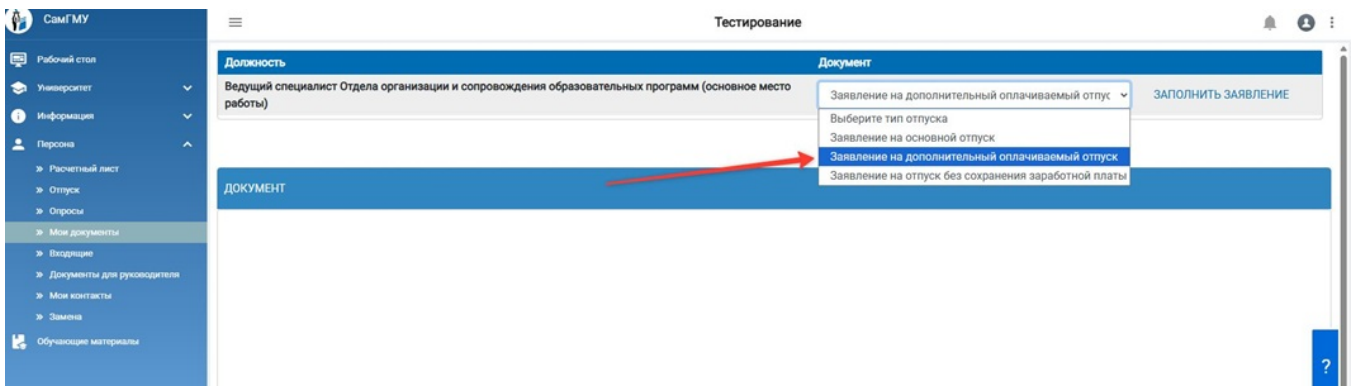 СамГМУ
Тестирование
Рабочий стол
Университет
Информация
Персона
» Расчетный лист
» Отпуск
» Опросы
» Мои документы
» Входящие
» Документы для руководителя
» Мои контакты
» Замена
Обучающие материалы
Должность
Документ
Ведущий специалист Отдела организации и сопровождения образовательных программ (основное место
работы)
Заявление на дополнительный оплачиваемый отпус
ЗАПОЛНИТЬ ЗАЯВЛЕНИЕ
Выберите тип отпуска
Заявление на основной отпуск
Заявление на дополнительный оплачиваемый отпуск
Заявление на отпуск без сохранения заработной платы
ДОКУМЕНТ
?